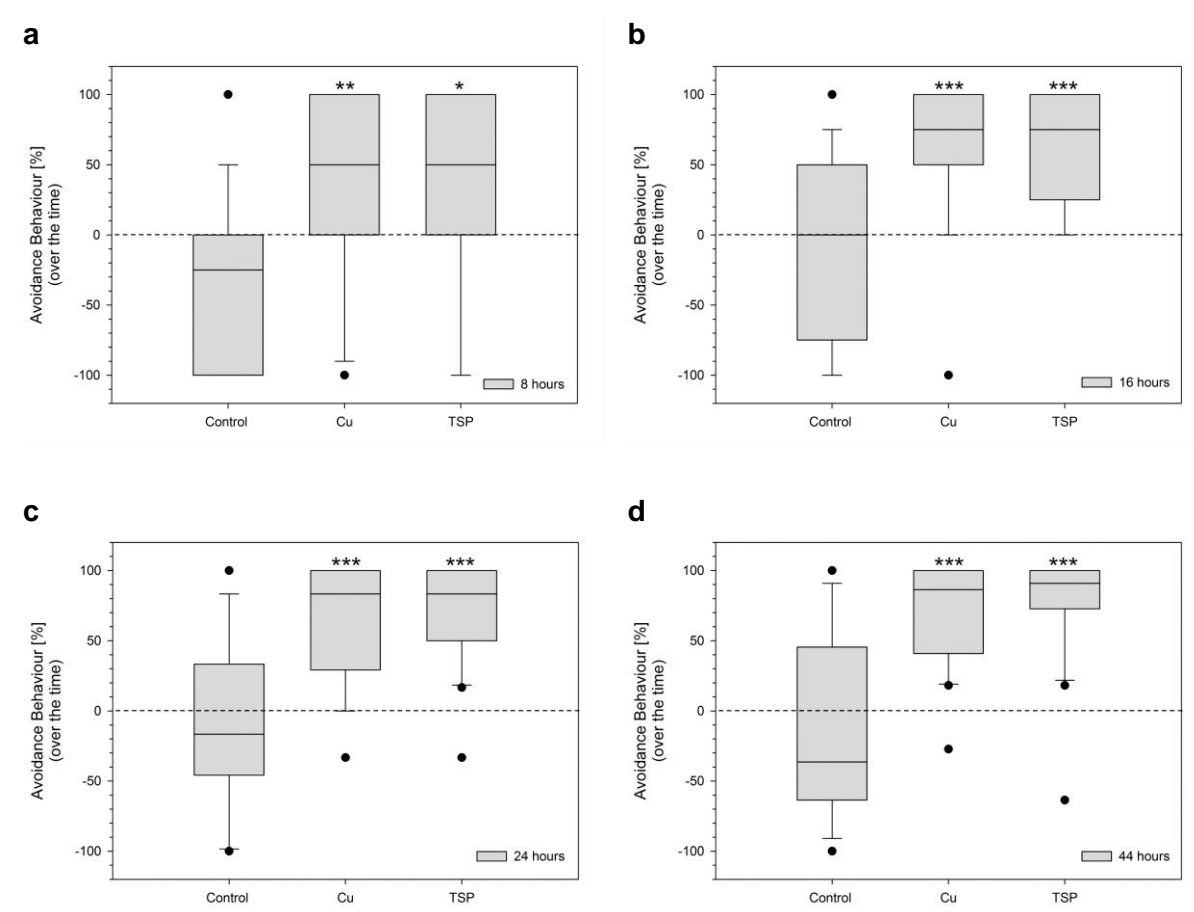 a
** *
100
50
0
-50
-100
Avoidance Behaviour [%]
(over the time)
8 hours
Control Cu TSP
b
*** ***
100
50
0
-50
-100
Avoidance Behaviour [%]
(over the time)
16 hours
Control Cu TSP
c
*** ***
100
50
0
-50
-100
Avoidance Behaviour [%]
(over the time)
24 hours
Control Cu TSP
d
*** ***
100
50
0
-50
-100
Avoidance Behaviour [%]
(over the time)
44 hours
Control Cu TSP